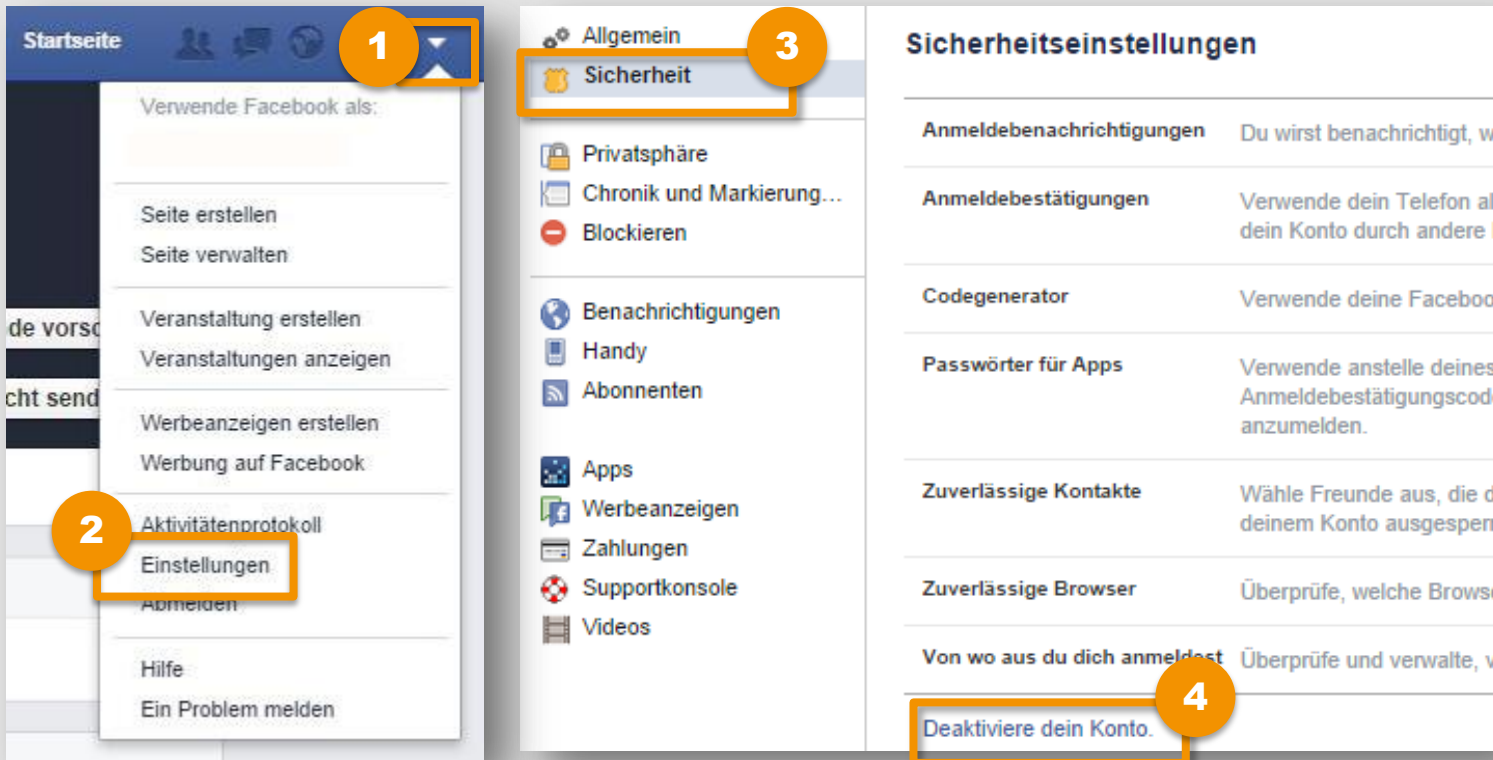 Startseite
1
Verwende Facebook als:
Seite erstellen
Seite verwalten
de vorsc
Veranstaltung erstellen
Veranstaltungen anzeigen
cht send
Werbeanzeigen erstellen
Werbung auf Facebook
2
Aktivitätenprotokoll
Einstellungen
Abmelden
Hilfe
Ein Problem melden
Allgemein
3
Sicherheit
Privatsphäre
Chronik und Markierung...
Blockieren
Benachrichtigungen
Handy
Abonnenten
Apps
Werbeanzeigen
Zahlungen
Supportkonsole
Videos
Sicherheitseinstellungen
Anmeldebenachrichtigungen Du wirst benachrichtigt, w
Anmeldebestätigungen Verwende dein Telefon al
dein Konto durch andere
Codegenerator Verwende deine Faceboo
Passwörter für Apps Verwende anstelle deines
Anmeldebestätigungscode
anzumelden.
Zuverlässige Kontakte Wähle Freunde aus, die d
deinem Konto ausgesperr
Zuverlässige Browser Überprüfe, welche Browse
Von wo aus du dich anmeldest Überprüfe und verwalte, v
4
Deaktiviere dein Konto.